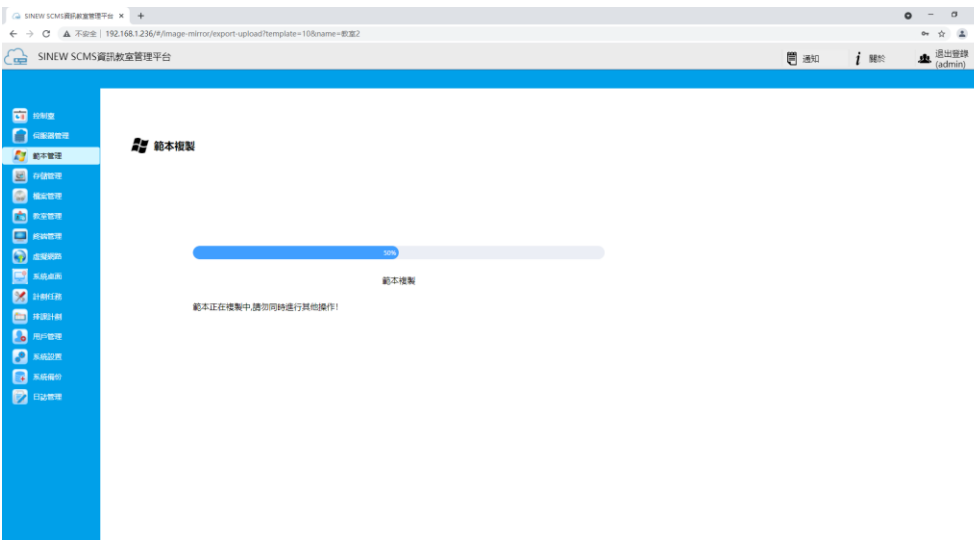 SINEW SCMS資訊教室管理平台
不安全 | 192.168.1.236/#/image-mirror/export-upload?template=10&name=教室2
SINEW SCMS資訊教室管理平台
通知
關於
退出登錄
(admin)
控制臺
伺服器管理
範本管理
存儲管理
檔案管理
教室管理
終端管理
虛擬網路
系統桌面
計劃任務
排課計劃
用戶管理
系統設置
系統備份
日誌管理
範本複製
50%
範本複製
範本正在複製中,請勿同時進行其他操作!